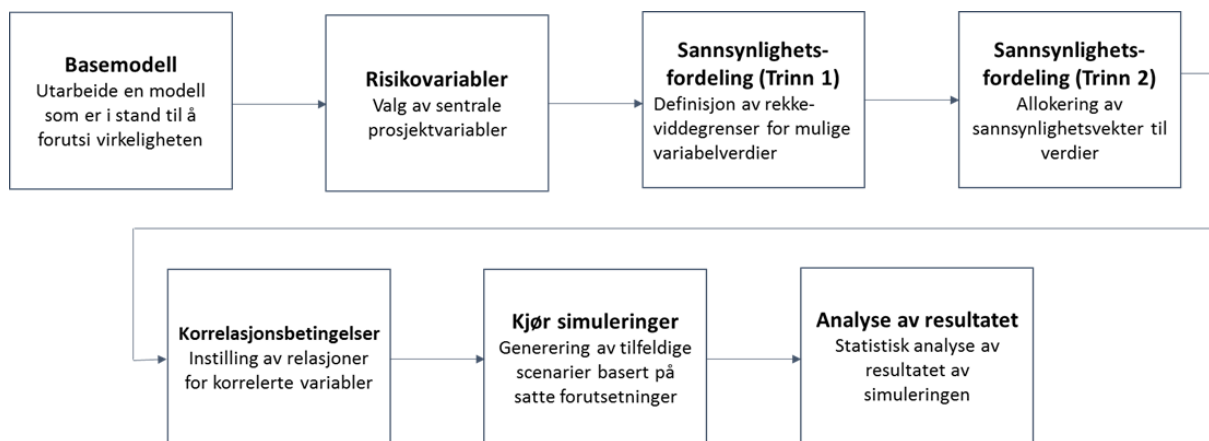 Basemodell
Utarbeide en modell
som er i stand til å
forutsi virkeligheten
Risikovariabler
Valg av sentrale
prosjektvariabler
Sannsynlighets-
fordeling (Trinn 1)
Definisjon av rekke-
viddegrenser for mulige
variabelverdier
Sannsynlighets-
fordeling (Trinn 2)
Allokering av
sannsynlighetsvekter til
verdier
Korrelasjonsbetingelser
Instilling av relasjoner
for korrelerte variabler
Kjør simuleringer
Generering av tilfeldige
scenarier basert på
satte forutsetninger
Analyse av resultatet
Statistisk analyse av
resultatet av
simuleringen